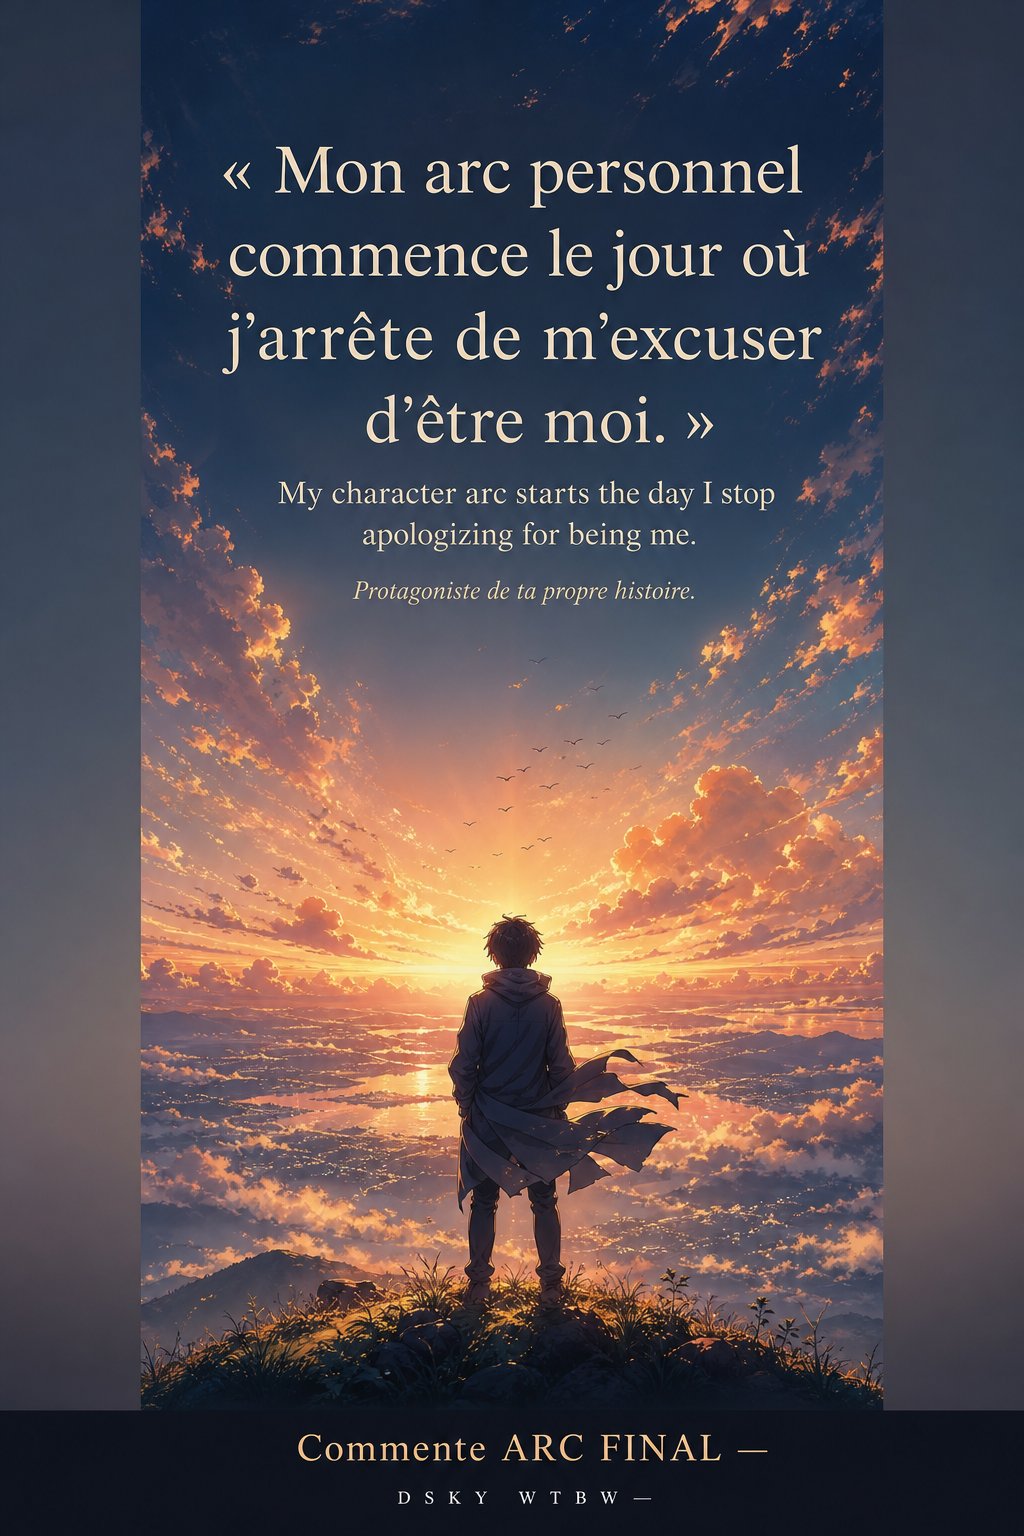 « Mon arc personnel
commence le jour où
j’arrête de m’excuser
d’être moi. »
My character arc starts the day I stop
apologizing for being me.
Protagoniste de ta propre histoire.
Commente ARC FINAL —
DSKY WTBW —